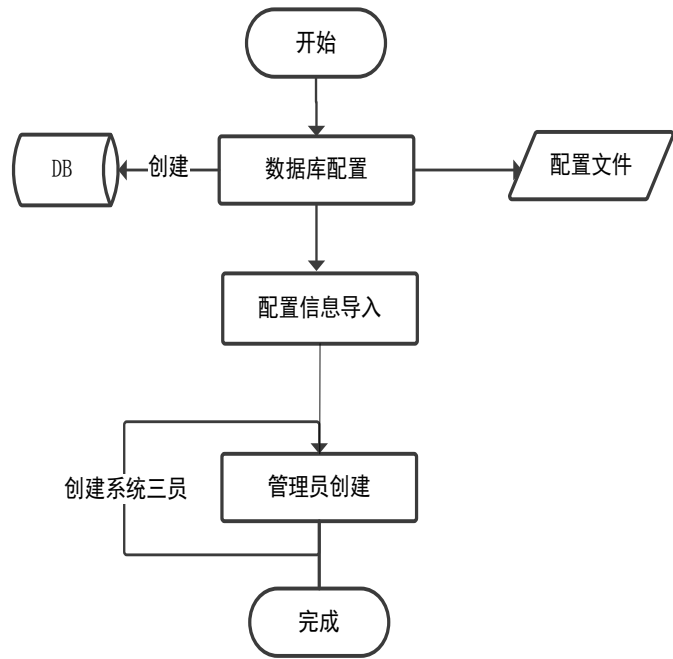 开始
DB
创建
数据库配置
配置文件
配置信息导入
创建系统三员
管理员创建
完成